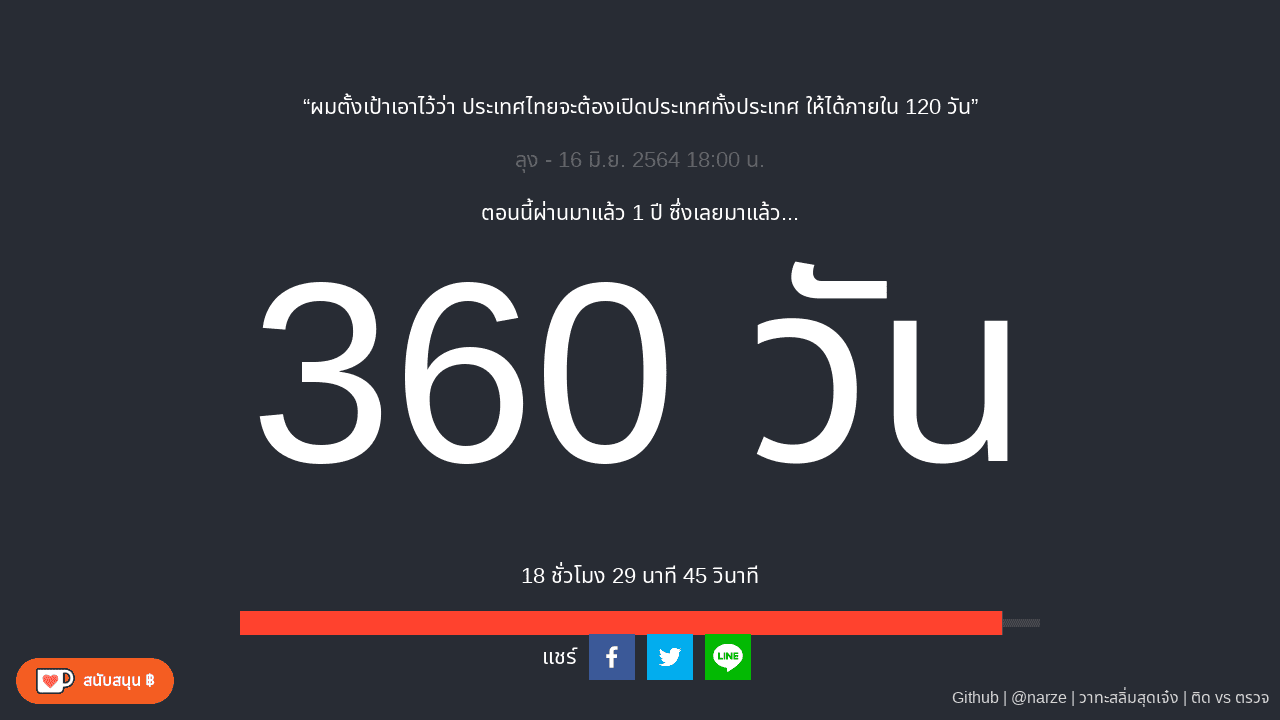 “ผมตั้งเป้าเอาไว้ว่า ประเทศไทยจะต้องเปิดประเทศทั้งประเทศ ให้ได้ภายใน 120 วัน”
ลุง - 16 มิ.ย. 2564 18:00 น.
ตอนนี้ผ่านมาแล้ว 1 ปี ซึ่งเลยมาแล้ว...
360 วัน
18 ชั่วโมง 29 นาที 45 วินาที
แชร์
LINE
สนับสนุน ฿
Github | @narze | วาทะสลิ่มสุดเจ๋ง | ติด vs ตรวจ